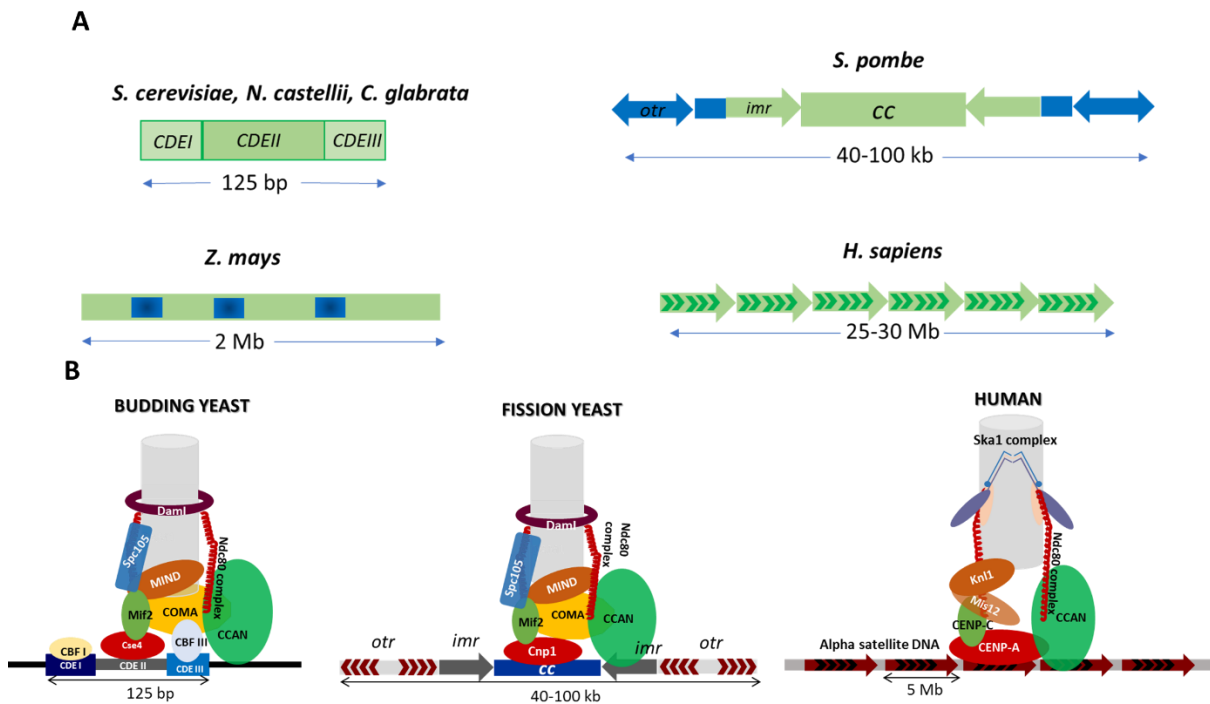 A
S. cerevisiae, N. castellii, C. glabrata
CDEI CDEII CDEIII
125 bp
S. pombe
otr imr CC
40-100 kb
Z. mays
2 Mb
H. sapiens
25-30 Mb
B
BUDDING YEAST
DamI
Spc105
Ndc80 complex
MIND
Mif2
COMA
CCAN
Cse4
CBF I
CBF III
CDE I CDE II CDE III
125 bp
FISSION YEAST
DamI
Spc105
Ndc80
complex
MIND
Mif2
COMA
CCAN
Cnp1
otr imr CC imr otr
40-100 kb
HUMAN
Ska1 complex
Ndc80
complex
Knl1
Mis12
CENP-C
CCAN
CENP-A
Alpha satellite DNA
5 Mb